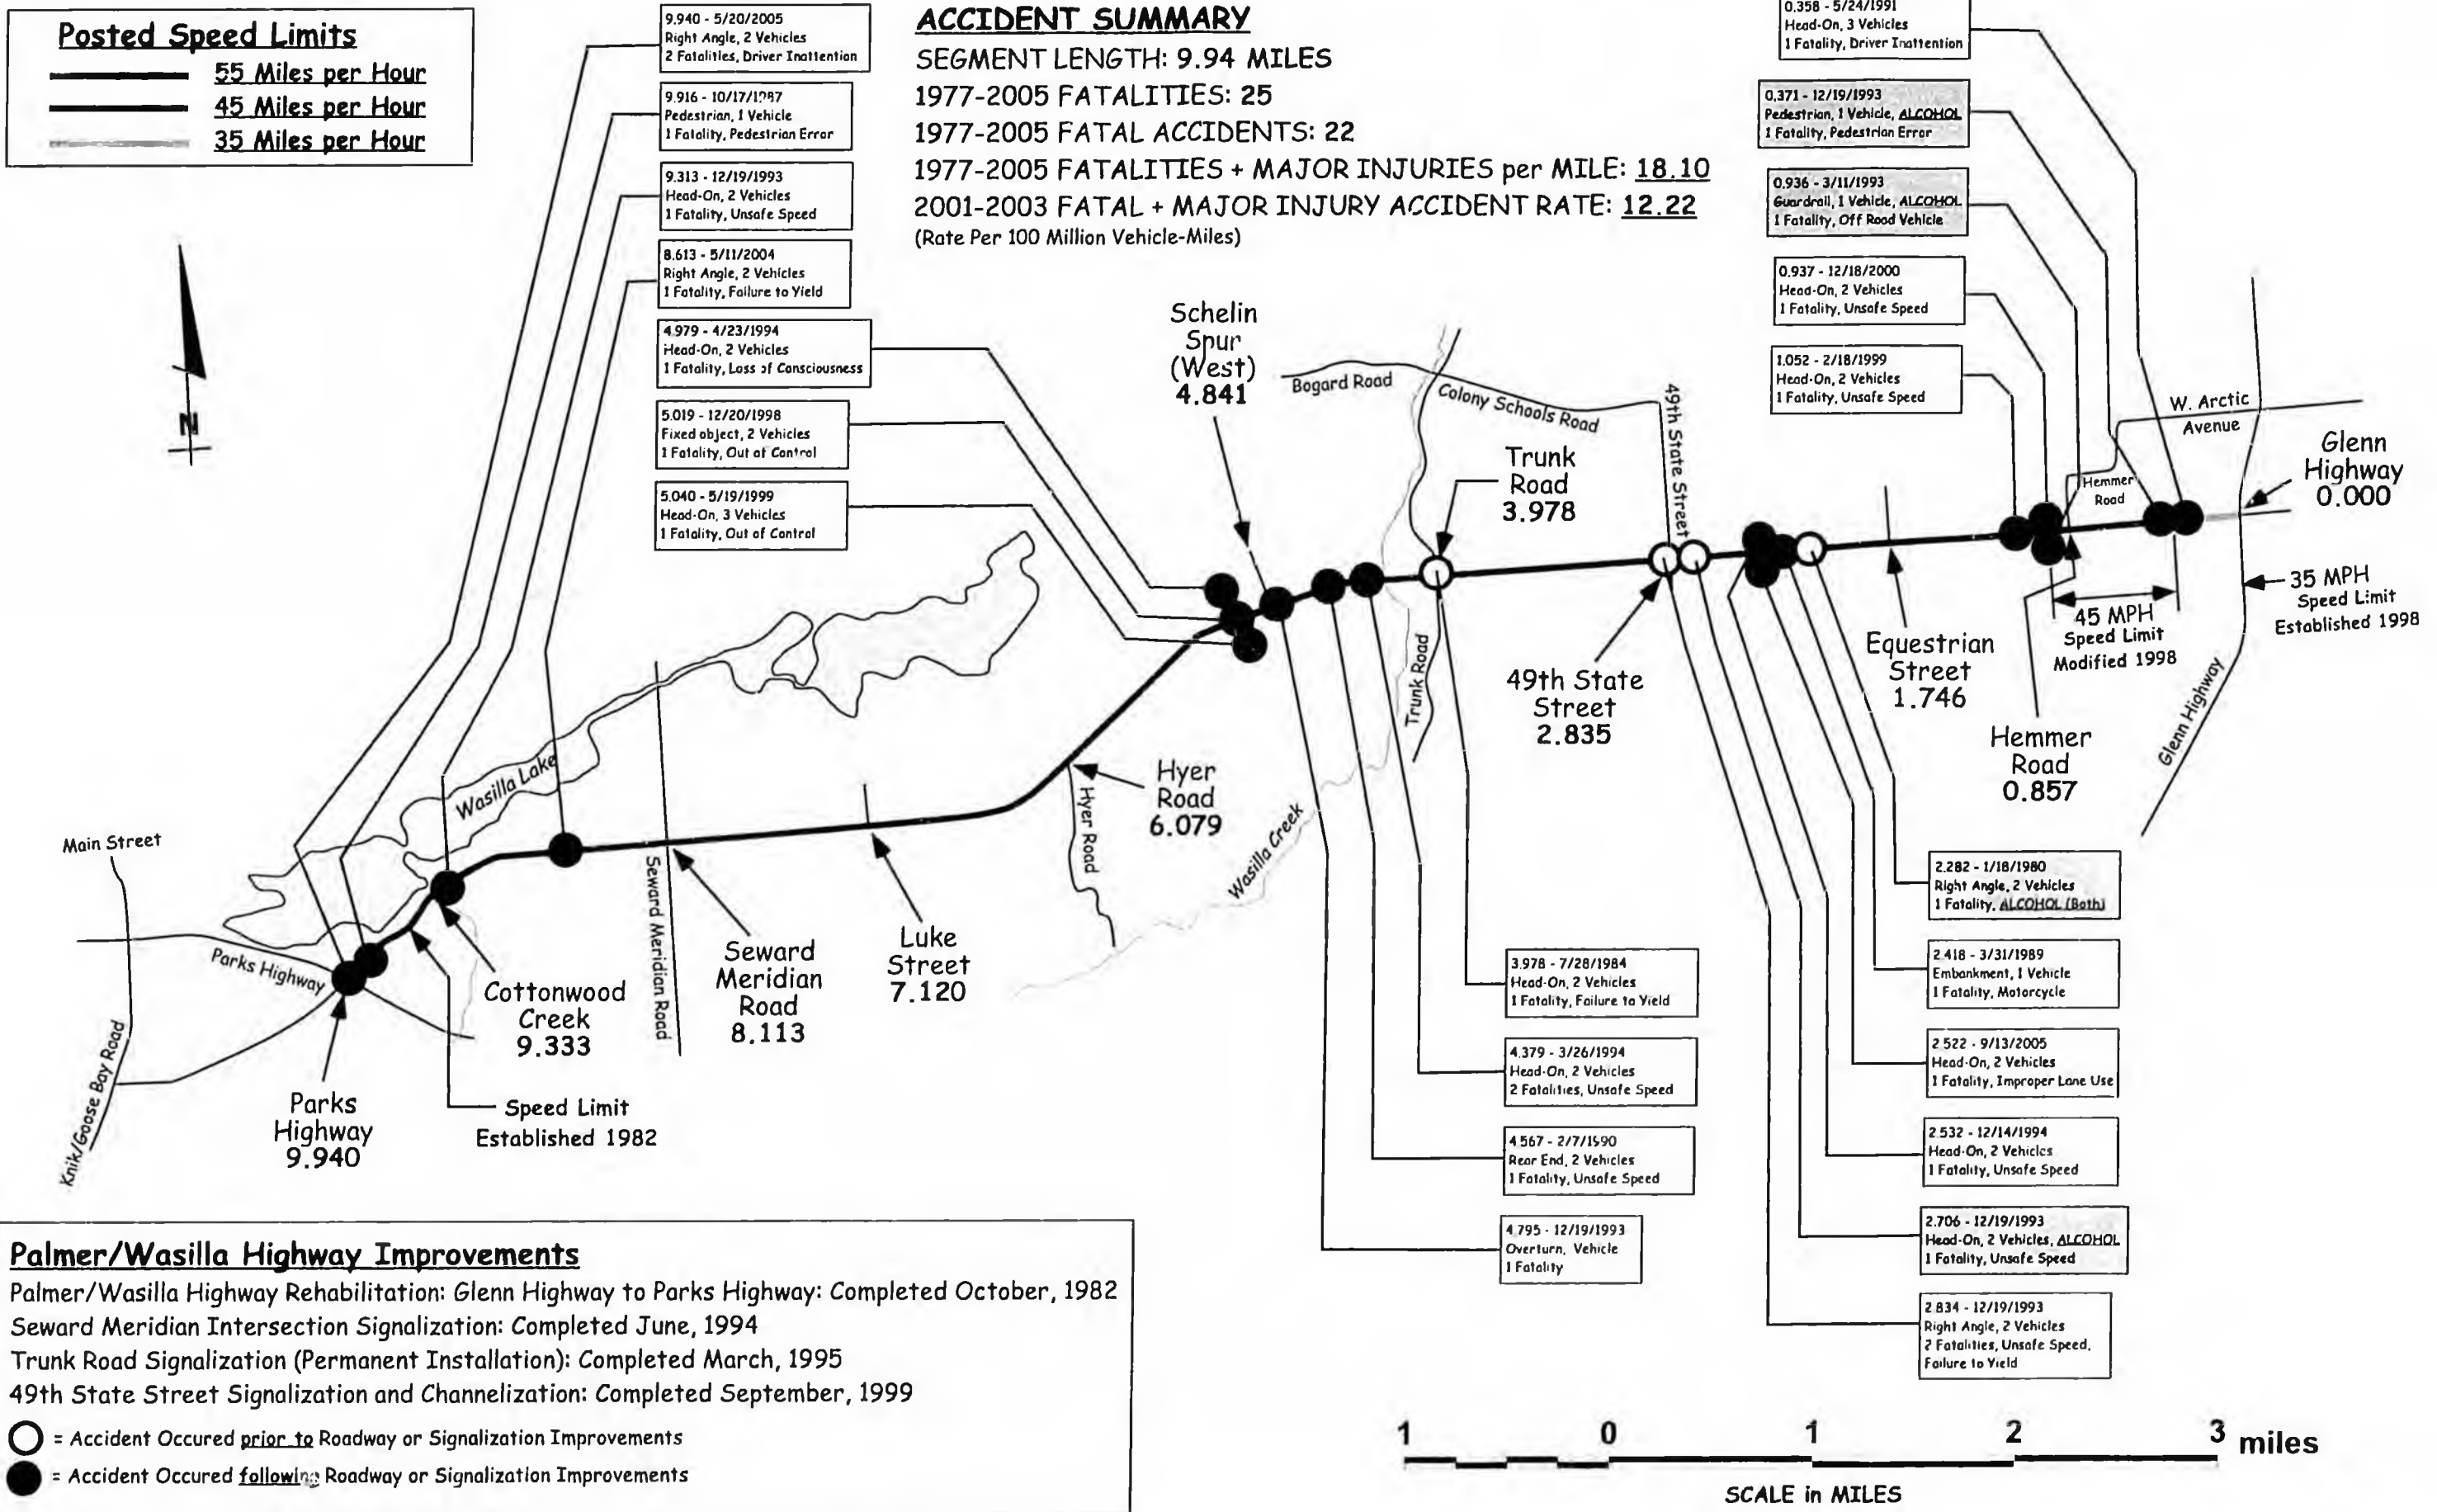 Posted Speed Limits
55 Miles per Hour
45 Miles per Hour
35 Miles per Hour
9.940 - 5/20/2005
Right Angle, 2 Vehicles
2 Fatalities, Driver Inattention
9.916 - 10/17/1987
Pedestrian, 1 Vehicle
1 Fatality, Pedestrian Error
9.313 - 12/19/1993
Head-On, 2 Vehicles
1 Fatality, Unsafe Speed
8.613 - 5/11/2004
Right Angle, 2 Vehicles
1 Fatality, Failure to Yield
4.979 - 4/23/1994
Head-On, 2 Vehicles
1 Fatality, Loss of Consciousness
5.019 - 12/20/1998
Fixed object, 2 Vehicles
1 Fatality, Out of Control
5.040 - 5/19/1999
Head-On, 3 Vehicles
1 Fatality, Out of Control
ACCIDENT SUMMARY
SEGMENT LENGTH: 9.94 MILES
1977-2005 FATALITIES: 25
1977-2005 FATAL ACCIDENTS: 22
1977-2005 FATALITIES + MAJOR INJURIES per MILE: 18.10
2001-2003 FATAL + MAJOR INJURY ACCIDENT RATE: 12.22
(Rate Per 100 Million Vehicle-Miles)
0.358 - 5/24/1991
Head-On, 3 Vehicles
1 Fatality, Driver Inattention
0.371 - 12/19/1993
Pedestrian, 1 Vehicle, ALCOHOL
1 Fatality, Pedestrian Error
0.936 - 3/11/1993
Guardrail, 1 Vehicle, ALCOHOL
1 Fatality, Off Road Vehicle
0.937 - 12/18/2000
Head-On, 2 Vehicles
1 Fatality, Unsafe Speed
1.052 - 2/18/1999
Head-On, 2 Vehicles
1 Fatality, Unsafe Speed
N
Schelin
Spur
(West)
4.841
Bogard Road
Colony Schools Road
49th State Street
Trunk
Road
3.978
W. Arctic
Avenue
Glenn
Highway
0.000
Hemmer
Road
35 MPH
Speed Limit
Established 1998
45 MPH
Speed Limit
Modified 1998
Equestrian
Street
1.746
49th State
Street
2.835
Hemmer
Road
0.857
Glenn Highway
Trunk Road
Hyer
Road
6.079
Hyer Road
Wasilla Creek
Wasilla Lake
Main Street
Parks Highway
Knik/Goose Bay Road
Seward Meridian Road
Luke
Street
7.120
Seward
Meridian
Road
8.113
Cottonwood
Creek
9.333
Parks
Highway
9.940
Speed Limit
Established 1982
3.978 - 7/28/1984
Head-On, 2 Vehicles
1 Fatality, Failure to Yield
4.379 - 3/26/1994
Head-On, 2 Vehicles
2 Fatalities, Unsafe Speed
4.567 - 2/7/1990
Rear End, 2 Vehicles
1 Fatality, Unsafe Speed
4.795 - 12/19/1993
Overturn, Vehicle
1 Fatality
2.282 - 1/18/1980
Right Angle, 2 Vehicles
1 Fatality, ALCOHOL (Both)
2.418 - 3/31/1989
Embankment, 1 Vehicle
1 Fatality, Motorcycle
2.522 - 9/13/2005
Head-On, 2 Vehicles
1 Fatality, Improper Lane Use
2.532 - 12/14/1994
Head-On, 2 Vehicles
1 Fatality, Unsafe Speed
2.706 - 12/19/1993
Head-On, 2 Vehicles, ALCOHOL
1 Fatality, Unsafe Speed
2.834 - 12/19/1993
Right Angle, 2 Vehicles
2 Fatalities, Unsafe Speed,
Failure to Yield
Palmer/Wasilla Highway Improvements
Palmer/Wasilla Highway Rehabilitation: Glenn Highway to Parks Highway: Completed October, 1982
Seward Meridian Intersection Signalization: Completed June, 1994
Trunk Road Signalization (Permanent Installation): Completed March, 1995
49th State Street Signalization and Channelization: Completed September, 1999
= Accident Occured prior to Roadway or Signalization Improvements
= Accident Occured following Roadway or Signalization Improvements
1 0 1 2 3 miles
SCALE in MILES